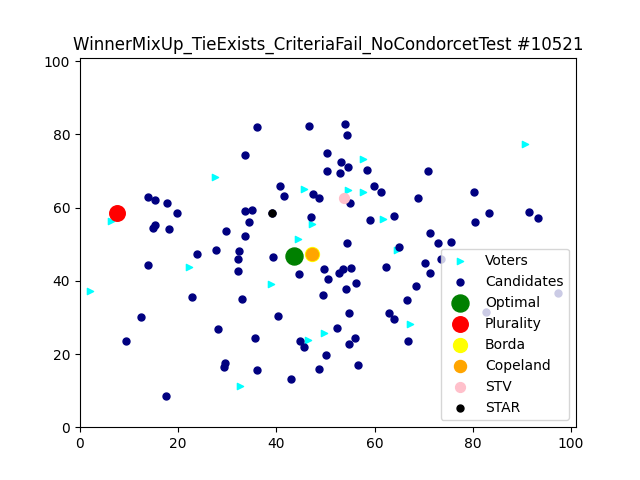 WinnerMixUp_TieExists_CriteriaFail_NoCondorcetTest #10521
100
80
60
40
20
0
0 20 40 60 80 100
Voters
Candidates
Optimal
Plurality
Borda
Copeland
STV
STAR